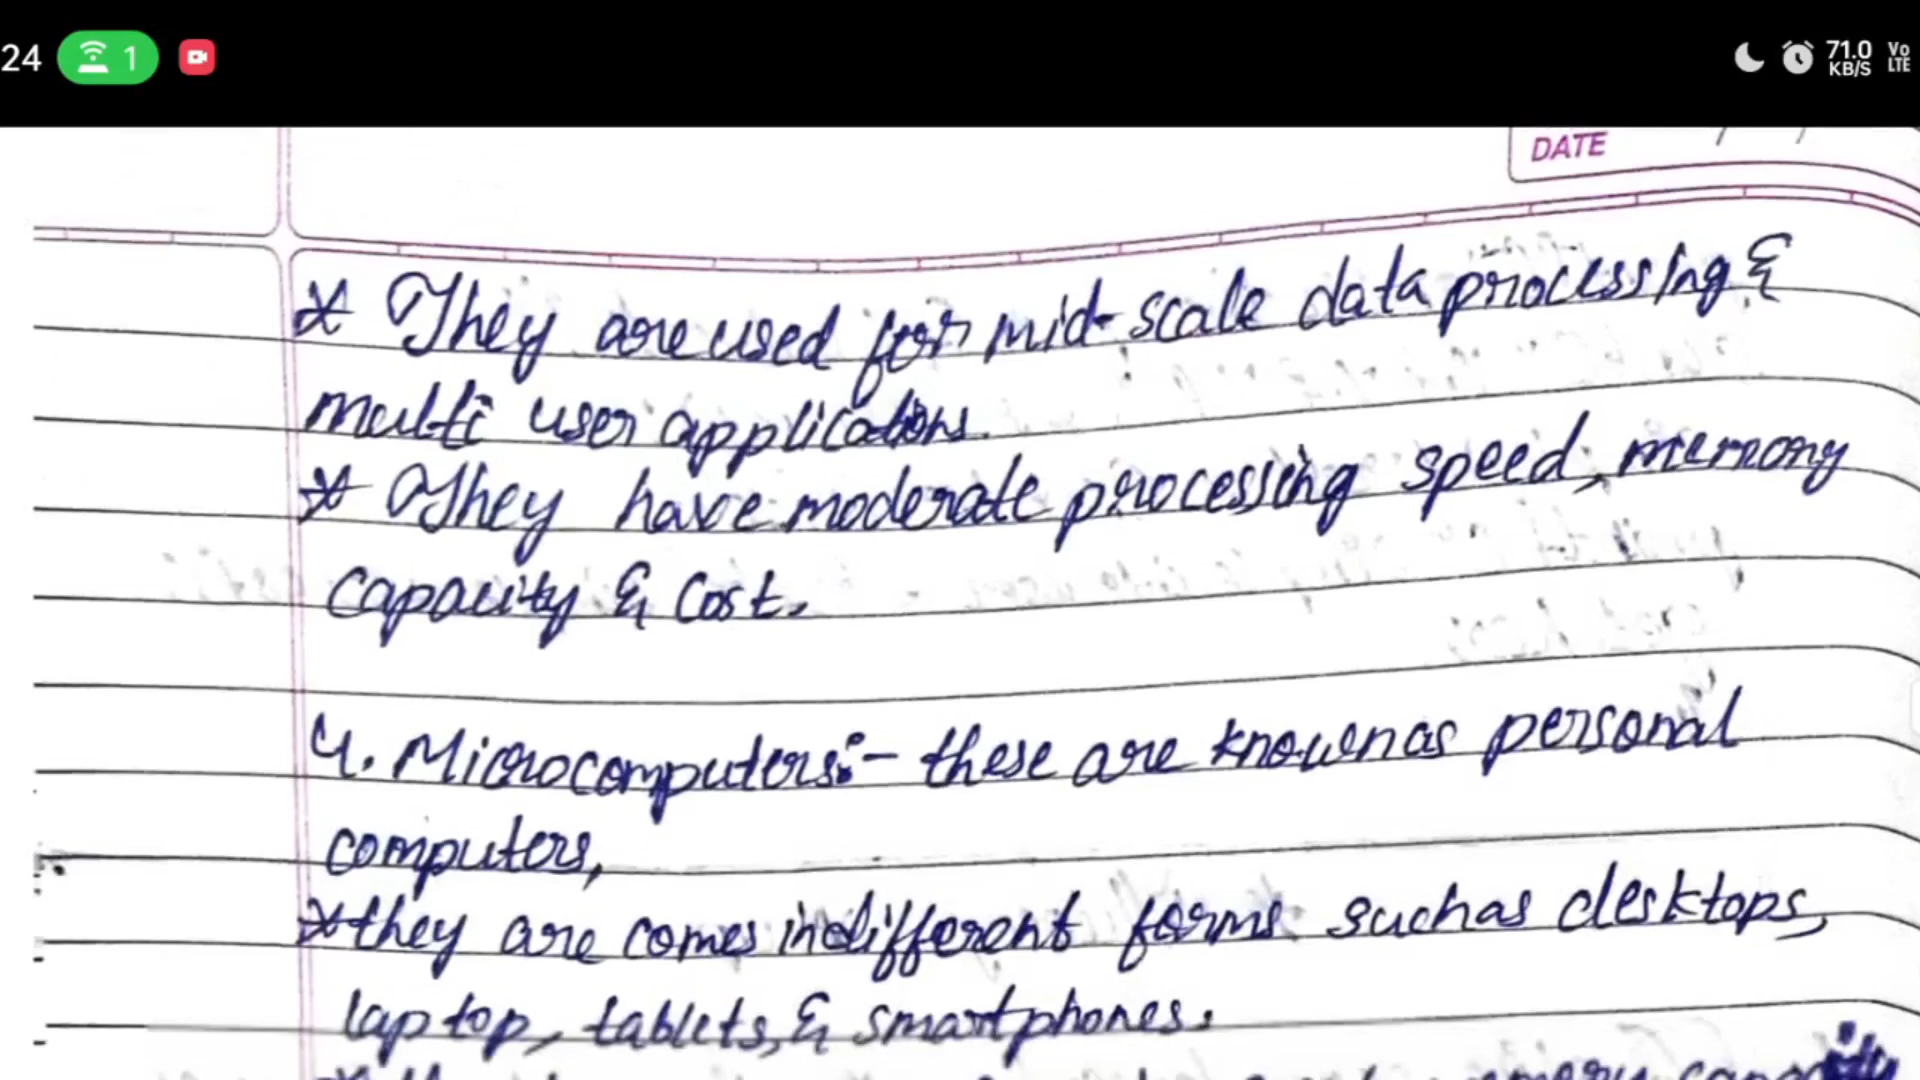 24 1 71.0 KB/S Vo LTE
DATE / /
* They are used for mid-scale data processing &
multi user applications.
* They have moderate processing speed, memory
capacity & cost.
4. Microcomputers:- these are known as personal
computers,
* they are comes in different forms such as desktops,
laptop, tablets, & smartphones.